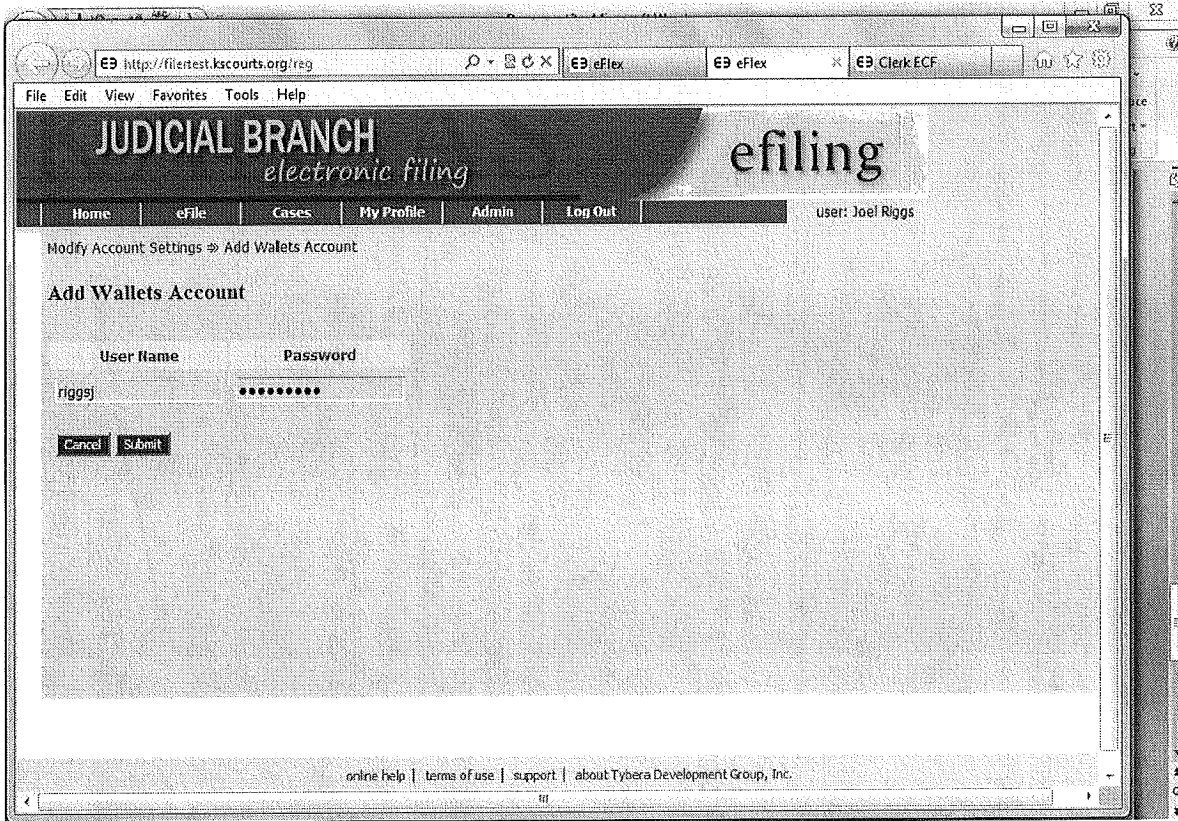 http://filertest.kscourts.org/reg
eFlex
eFlex
Clerk ECF
File Edit View Favorites Tools Help
JUDICIAL BRANCH
electronic filing
efiling
Home eFile Cases My Profile Admin Log Out
user: Joel Riggs
Modify Account Settings ⇒ Add Walets Account
Add Wallets Account
User Name Password
riggsj •••••••••
Cancel Submit
online help | terms of use | support | about Tybera Development Group, Inc.